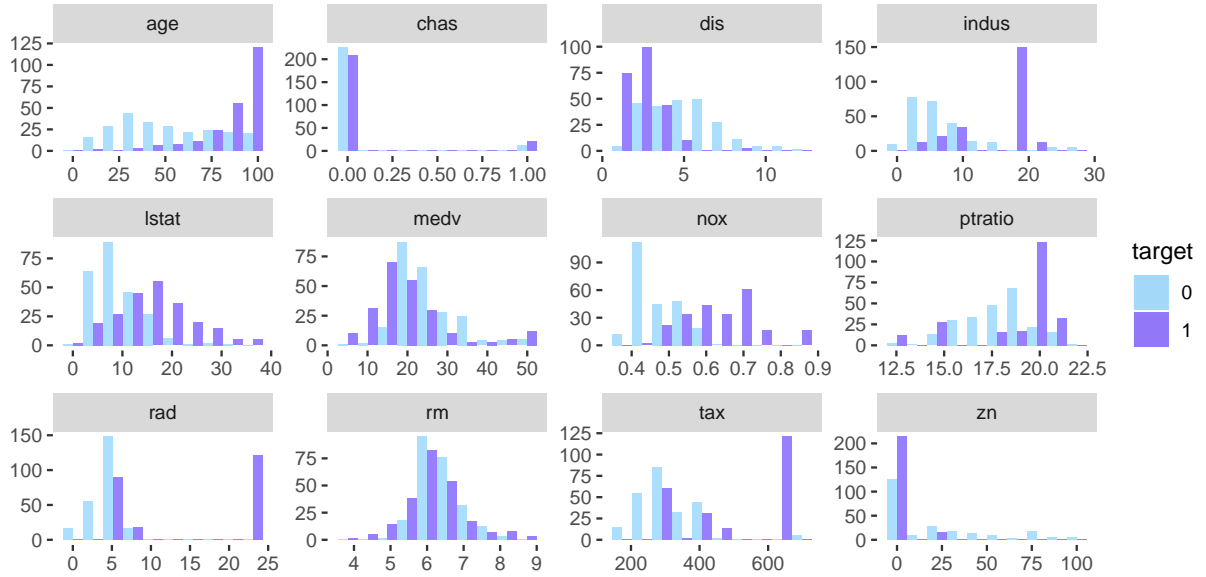 age chas dis indus
125 100 75 50 25 0
0 25 50 75 100
200 150 100 50 0
0.00 0.25 0.50 0.75 1.00
100 75 50 25 0
0 5 10
150 100 50 0
0 10 20 30
lstat medv nox ptratio
75 50 25 0
0 10 20 30 40
75 50 25 0
0 10 20 30 40 50
90 60 30 0
0.4 0.5 0.6 0.7 0.8 0.9
125 100 75 50 25 0
12.5 15.0 17.5 20.0 22.5
target
0
1
rad rm tax zn
150 100 50 0
0 5 10 15 20 25
75 50 25 0
4 5 6 7 8 9
125 100 75 50 25 0
200 400 600
200 150 100 50 0
0 25 50 75 100